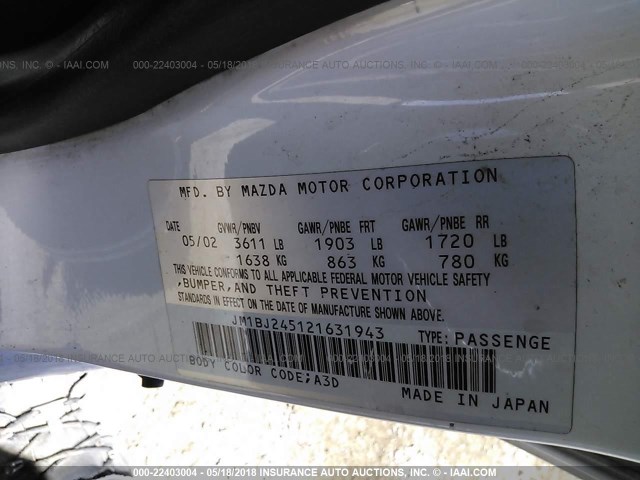 INC. - IAAI.COM 000-22403004 - 05/18/2018 INSURANCE AUTO AUCTIONS, INC. - IAAI.COM
MFD. BY MAZDA MOTOR CORPORATION
DATE GVWR/PNBV GAWR/PNBE FRT GAWR/PNBE RR
05/02 3611 LB 1903 LB 1720 LB
1638 KG 863 KG 780 KG
THIS VEHICLE CONFORMS TO ALL APPLICABLE FEDERAL MOTOR VEHICLE SAFETY
,BUMPER,AND THEFT PREVENTION
STANDARDS IN EFFECT ON THE DATE OF MANUFACTURE SHOWN ABOVE.
JM1BJ245121631943 TYPE: PASSENGE
BODY COLOR CODE;A3D
MADE IN JAPAN
000-22403004 - 05/18/2018 INSURANCE AUTO AUCTIONS, INC. - IAAI.COM